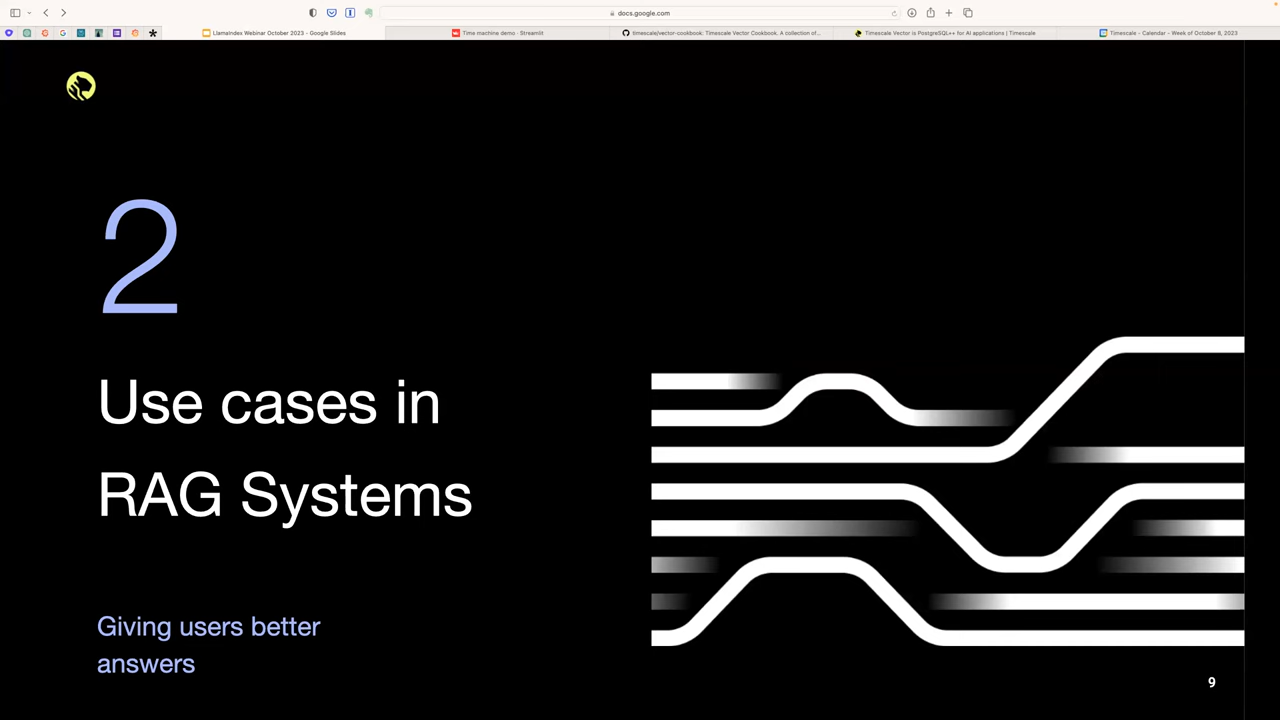 docs.google.com
LlamaIndex Webinar October 2023 - Google Slides
Time machine demo · Streamlit
timescale/vector-cookbook: Timescale Vector Cookbook. A collection of...
Timescale Vector is PostgreSQL++ for AI applications | Timescale
Timescale - Calendar - Week of October 8, 2023
2
Use cases in
RAG Systems
Giving users better
answers
9